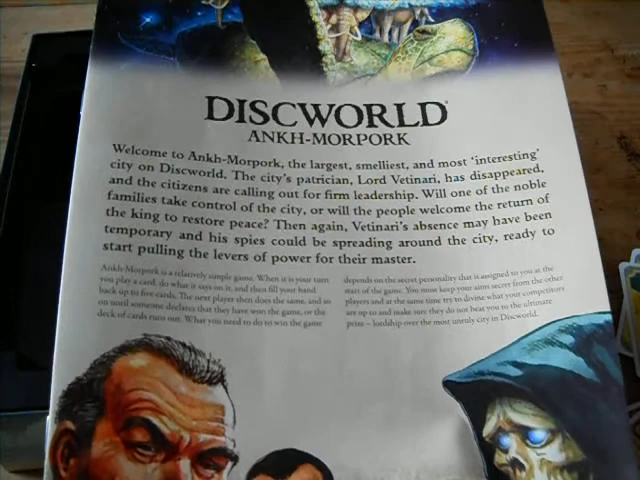 DISCWORLD
ANKH-MORPORK
Welcome to Ankh-Morpork, the largest, smelliest, and most 'interesting'
city on Discworld. The city's patrician, Lord Vetinari, has disappeared,
and the citizens are calling out for firm leadership. Will one of the noble
families take control of the city, or will the people welcome the return of
the king to restore peace? Then again, Vetinari's absence may have been
temporary and his spies could be spreading around the city, ready to
start pulling the levers of power for their master.
Ankh-Morpork is a relatively simple game. When it is your turn
you play a card, do what it says on it, and then fill your hand
back up to five cards. The next player then does the same, and so
on until someone declares that they have won the game, or the
deck of cards runs out. What you need to do to win the game
depends on the secret personality that is assigned to you at the
start of the game. You must keep your aims secret from the other
players and at the same time try to divine what your competitors
are up to and make sure they do not beat you to the ultimate
prize – lordship over the most unruly city in Discworld.